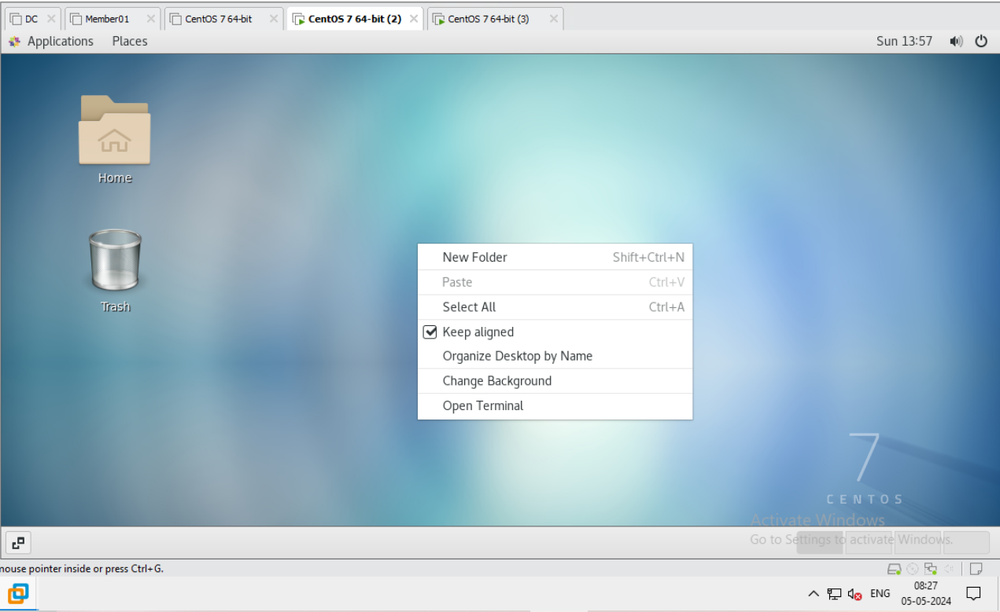 DC
Member01
CentOS 7 64-bit
CentOS 7 64-bit (2)
CentOS 7 64-bit (3)
Applications Places Sun 13:57
Home
Trash
New Folder Shift+Ctrl+N
Paste Ctrl+V
Select All Ctrl+A
Keep aligned
Organize Desktop by Name
Change Background
Open Terminal
7
CENTOS
Activate Windows
Go to Settings to activate Windows.
mouse pointer inside or press Ctrl+G.
ENG
08:27
05-05-2024